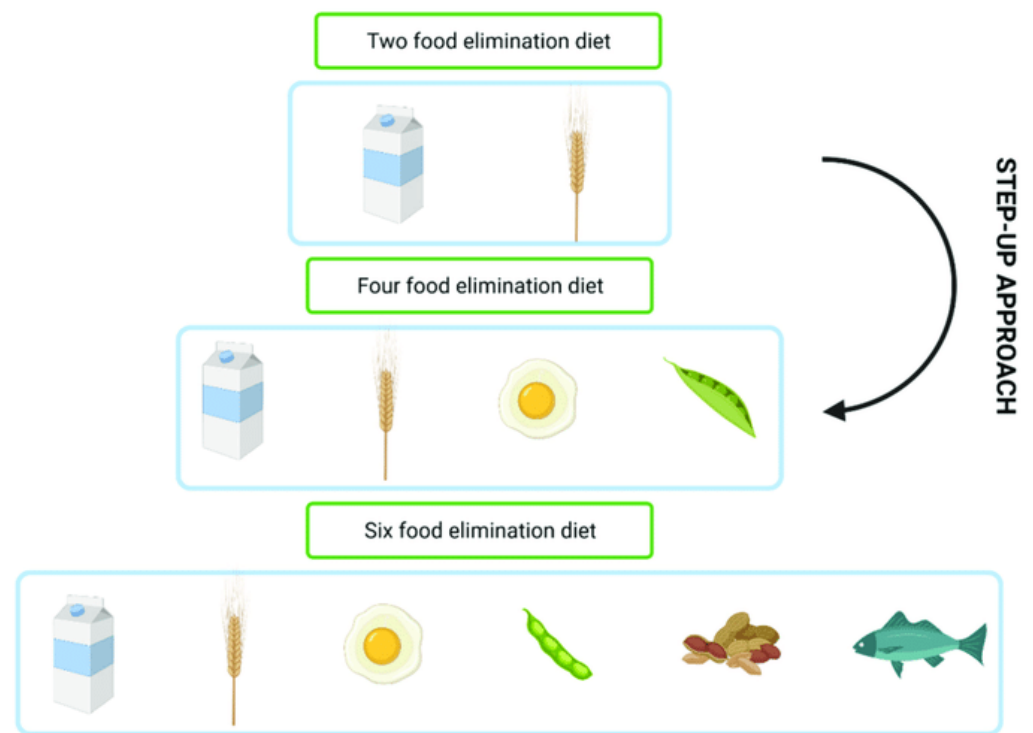 Two food elimination diet
STEP-UP APPROACH
Four food elimination diet
Six food elimination diet